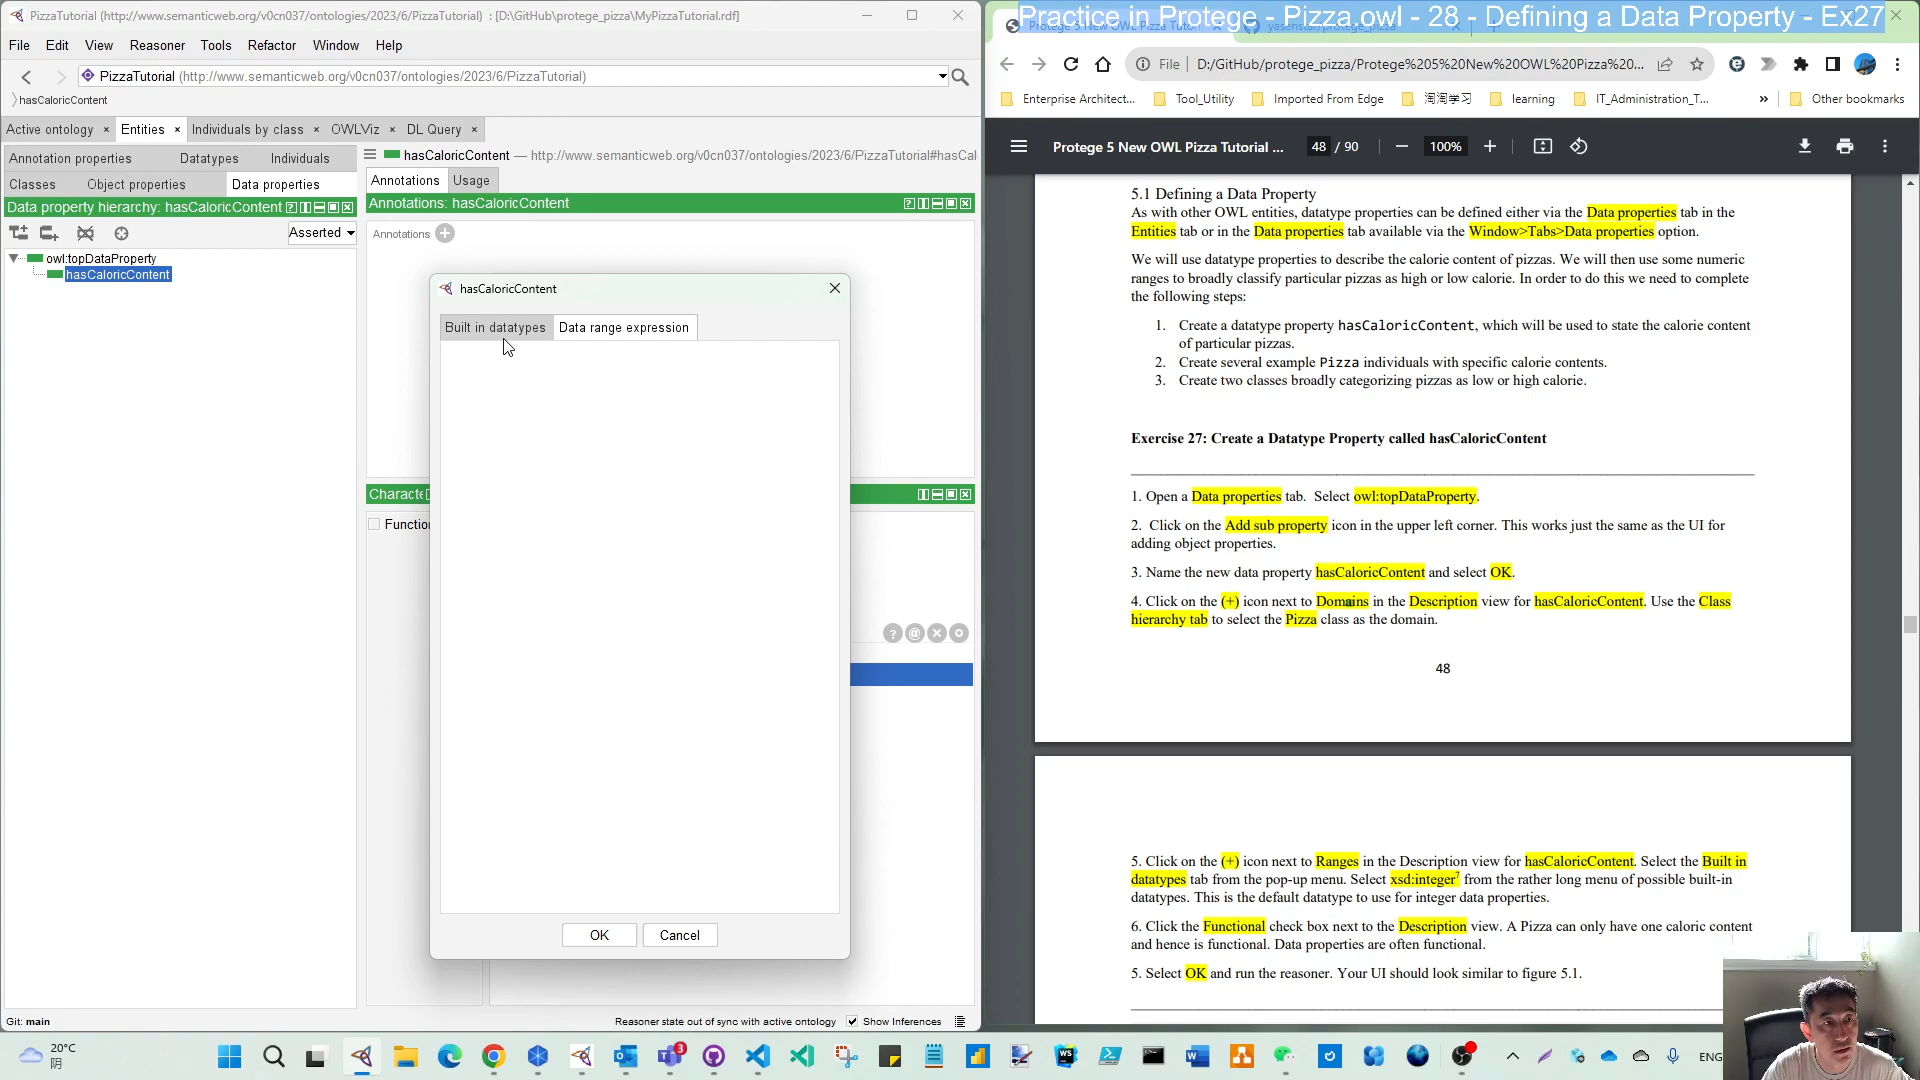 Practice in Protege - Pizza.owl - 28 - Defining a Data Property - Ex27
PizzaTutorial (http://www.semanticweb.org/v0cn037/ontologies/2023/6/PizzaTutorial) : [D:\GitHub\protege_pizza\MyPizzaTutorial.rdf]
File Edit View Reasoner Tools Refactor Window Help
PizzaTutorial (http://www.semanticweb.org/v0cn037/ontologies/2023/6/PizzaTutorial)
hasCaloricContent
Active ontology × Entities × Individuals by class × OWLViz × DL Query ×
Annotation properties Datatypes Individuals
Classes Object properties Data properties
Data property hierarchy: hasCaloricContent
Asserted
owl:topDataProperty
hasCaloricContent
hasCaloricContent — http://www.semanticweb.org/v0cn037/ontologies/2023/6/PizzaTutorial#hasCal
Annotations Usage
Annotations: hasCaloricContent
Annotations
hasCaloricContent
Built in datatypes Data range expression
Characte
Function
OK Cancel
Git: main
Reasoner state out of sync with active ontology Show Inferences
Protege 5 New OWL Pizza Tutori
yasenstar/protege_pizza
File D:/GitHub/protege_pizza/Protege%205%20New%20OWL%20Pizza%20...
Enterprise Architect... Tool_Utility Imported From Edge 淘淘学习 learning IT_Administration_T... » Other bookmarks
Protege 5 New OWL Pizza Tutorial ... 48 / 90 100%
5.1 Defining a Data Property
As with other OWL entities, datatype properties can be defined either via the Data properties tab in the
Entities tab or in the Data properties tab available via the Window>Tabs>Data properties option.
We will use datatype properties to describe the calorie content of pizzas. We will then use some numeric
ranges to broadly classify particular pizzas as high or low calorie. In order to do this we need to complete
the following steps:
1. Create a datatype property hasCaloricContent, which will be used to state the calorie content
of particular pizzas.
2. Create several example Pizza individuals with specific calorie contents.
3. Create two classes broadly categorizing pizzas as low or high calorie.
Exercise 27: Create a Datatype Property called hasCaloricContent
1. Open a Data properties tab. Select owl:topDataProperty.
2. Click on the Add sub property icon in the upper left corner. This works just the same as the UI for
adding object properties.
3. Name the new data property hasCaloricContent and select OK.
4. Click on the (+) icon next to Domains in the Description view for hasCaloricContent. Use the Class
hierarchy tab to select the Pizza class as the domain.
48
5. Click on the (+) icon next to Ranges in the Description view for hasCaloricContent. Select the Built in
datatypes tab from the pop-up menu. Select xsd:integer7 from the rather long menu of possible built-in
datatypes. This is the default datatype to use for integer data properties.
6. Click the Functional check box next to the Description view. A Pizza can only have one caloric content
and hence is functional. Data properties are often functional.
5. Select OK and run the reasoner. Your UI should look similar to figure 5.1.
20°C
阴
3
ENG